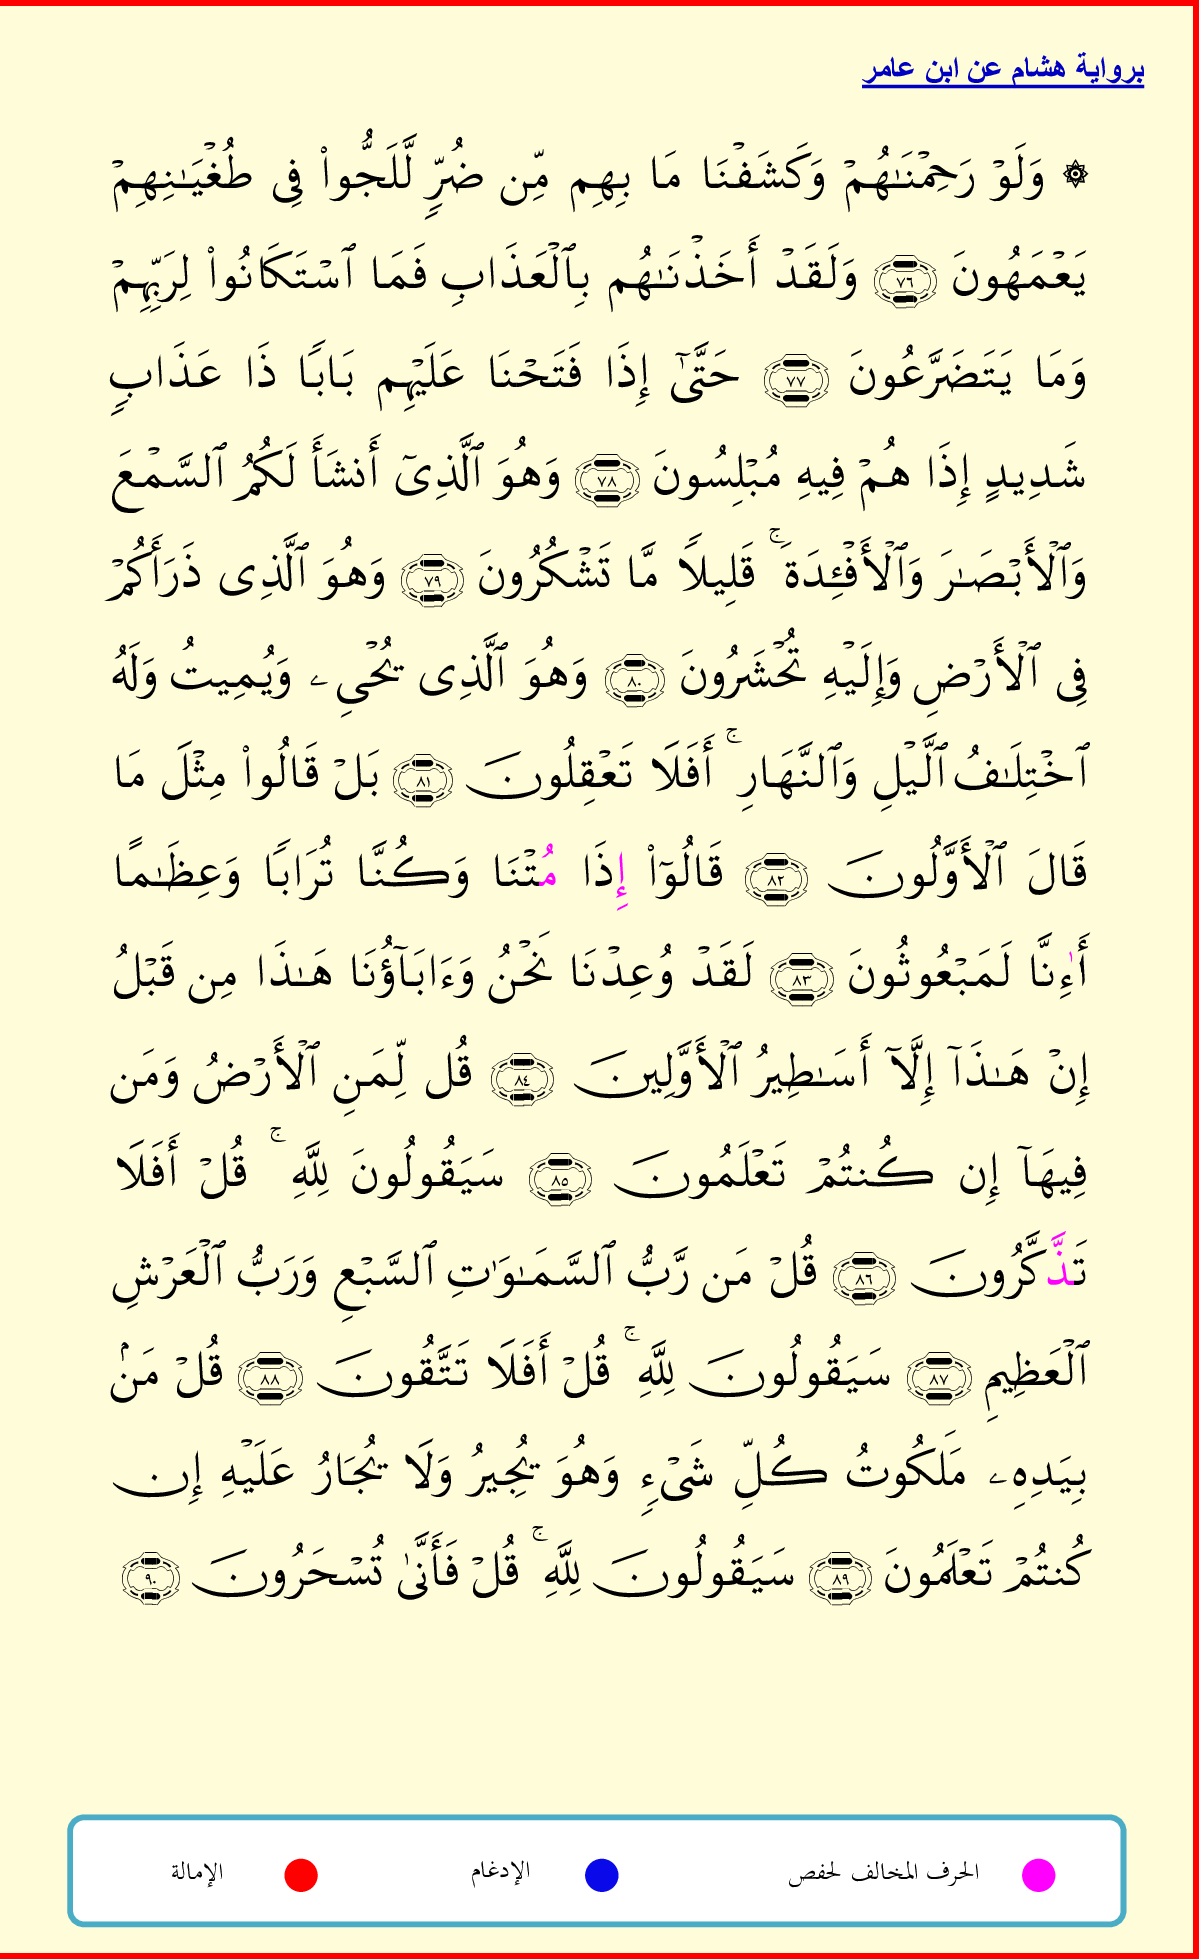 برواية هشام عن ابن عامر
۞ وَلَوۡ رَحِمۡنَٰهُمۡ وَكَشَفۡنَا مَا بِهِم مِّن ضُرّٖ لَّلَجُّواْ فِي طُغۡيَٰنِهِمۡ
يَعۡمَهُونَ ٧٦ وَلَقَدۡ أَخَذۡنَٰهُم بِٱلۡعَذَابِ فَمَا ٱسۡتَكَانُواْ لِرَبِّهِمۡ
وَمَا يَتَضَرَّعُونَ ٧٧ حَتَّىٰٓ إِذَا فَتَحۡنَا عَلَيۡهِم بَابٗا ذَا عَذَابٖ
شَدِيدٍ إِذَا هُمۡ فِيهِ مُبۡلِسُونَ ٧٨ وَهُوَ ٱلَّذِيٓ أَنشَأَ لَكُمُ ٱلسَّمۡعَ
وَٱلۡأَبۡصَٰرَ وَٱلۡأَفۡـِٔدَةَۚ قَلِيلٗا مَّا تَشۡكُرُونَ ٧٩ وَهُوَ ٱلَّذِي ذَرَأَكُمۡ
فِي ٱلۡأَرۡضِ وَإِلَيۡهِ تُحۡشَرُونَ ٨٠ وَهُوَ ٱلَّذِي يُحۡيِۦ وَيُمِيتُ وَلَهُ
ٱخۡتِلَٰفُ ٱلَّيۡلِ وَٱلنَّهَارِۚ أَفَلَا تَعۡقِلُونَ ٨١ بَلۡ قَالُواْ مِثۡلَ مَا
قَالَ ٱلۡأَوَّلُونَ ٨٢ قَالُوٓاْ إِذَا مُتۡنَا وَكُنَّا تُرَابٗا وَعِظَٰمًا
أَٰءِنَّا لَمَبۡعُوثُونَ ٨٣ لَقَدۡ وُعِدۡنَا نَحۡنُ وَءَابَآؤُنَا هَٰذَا مِن قَبۡلُ
إِنۡ هَٰذَآ إِلَّآ أَسَٰطِيرُ ٱلۡأَوَّلِينَ ٨٤ قُل لِّمَنِ ٱلۡأَرۡضُ وَمَن
فِيهَآ إِن كُنتُمۡ تَعۡلَمُونَ ٨٥ سَيَقُولُونَ لِلَّهِۚ قُلۡ أَفَلَا
تَذَّكَّرُونَ ٨٦ قُلۡ مَن رَّبُّ ٱلسَّمَٰوَٰتِ ٱلسَّبۡعِ وَرَبُّ ٱلۡعَرۡشِ
ٱلۡعَظِيمِ ٨٧ سَيَقُولُونَ لِلَّهِۚ قُلۡ أَفَلَا تَتَّقُونَ ٨٨ قُلۡ مَنۢ
بِيَدِهِۦ مَلَكُوتُ كُلِّ شَيۡءٖ وَهُوَ يُجِيرُ وَلَا يُجَارُ عَلَيۡهِ إِن
كُنتُمۡ تَعۡلَمُونَ ٨٩ سَيَقُولُونَ لِلَّهِۚ قُلۡ فَأَنَّىٰ تُسۡحَرُونَ ٩٠
الحرف المخالف لحفص الإدغام الإمالة